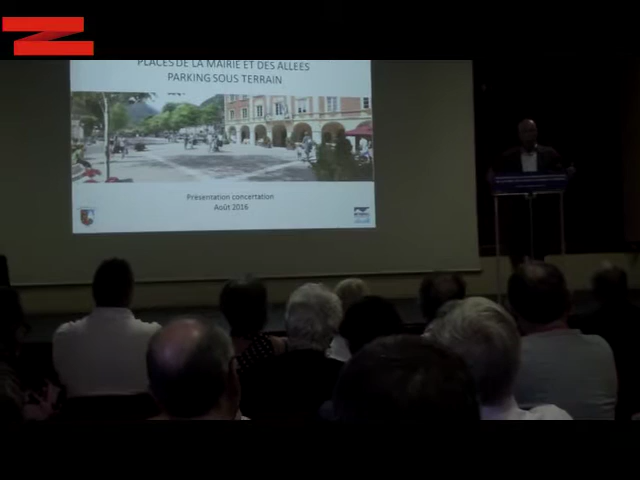 PLACES DE LA MAIRIE ET DES ALLEES
PARKING SOUS TERRAIN
Présentation concertation
Août 2016